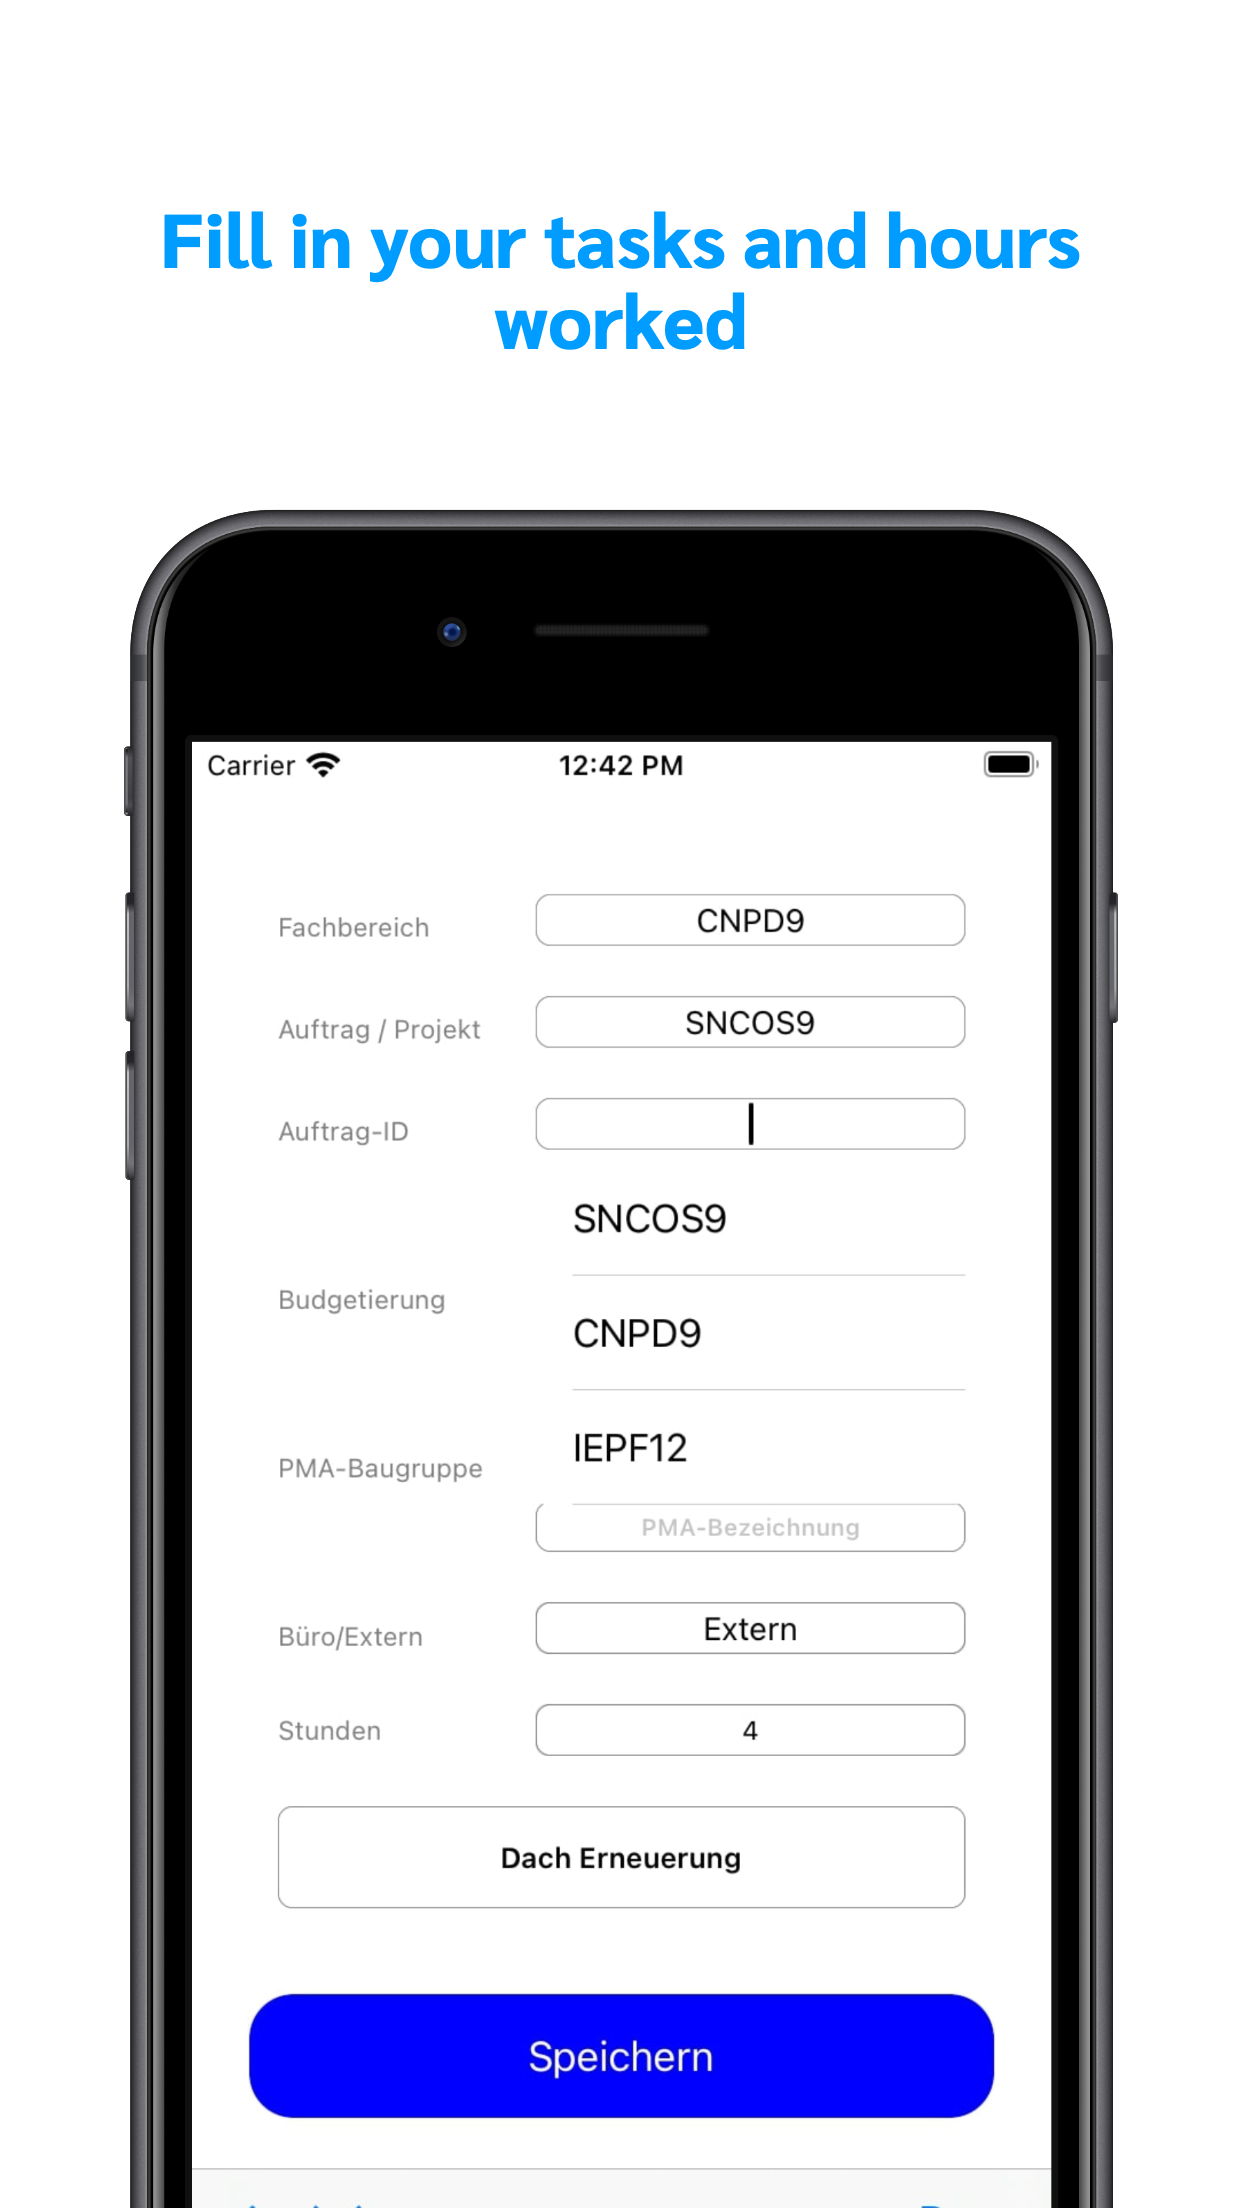 Fill in your tasks and hours
worked
Carrier 12:42 PM
Fachbereich CNPD9
Auftrag / Projekt SNCOS9
Auftrag-ID
SNCOS9
Budgetierung
CNPD9
IEPF12
PMA-Baugruppe
PMA-Bezeichnung
Büro/Extern Extern
Stunden 4
Dach Erneuerung
Speichern